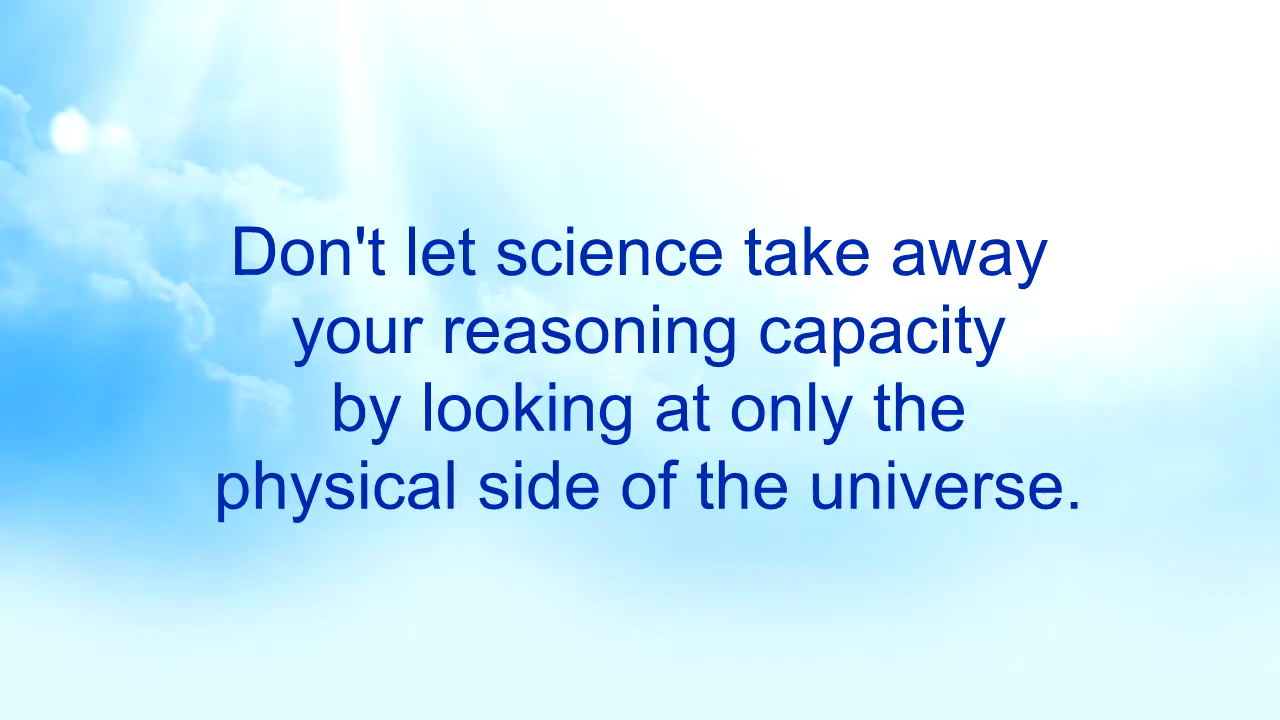 Don't let science take away
your reasoning capacity
by looking at only the
physical side of the universe.